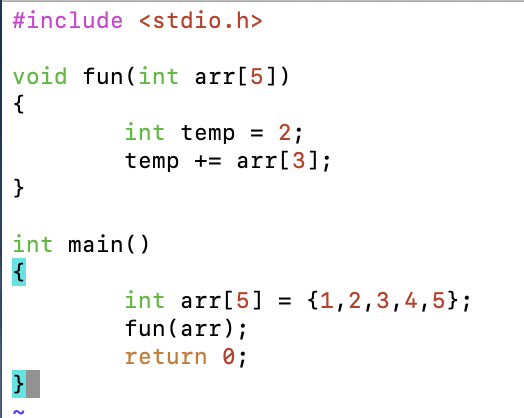 #include <stdio.h>

void fun(int arr[5])
{
        int temp = 2;
        temp += arr[3];
}

int main()
{
        int arr[5] = {1,2,3,4,5};
        fun(arr);
        return 0;
}
~